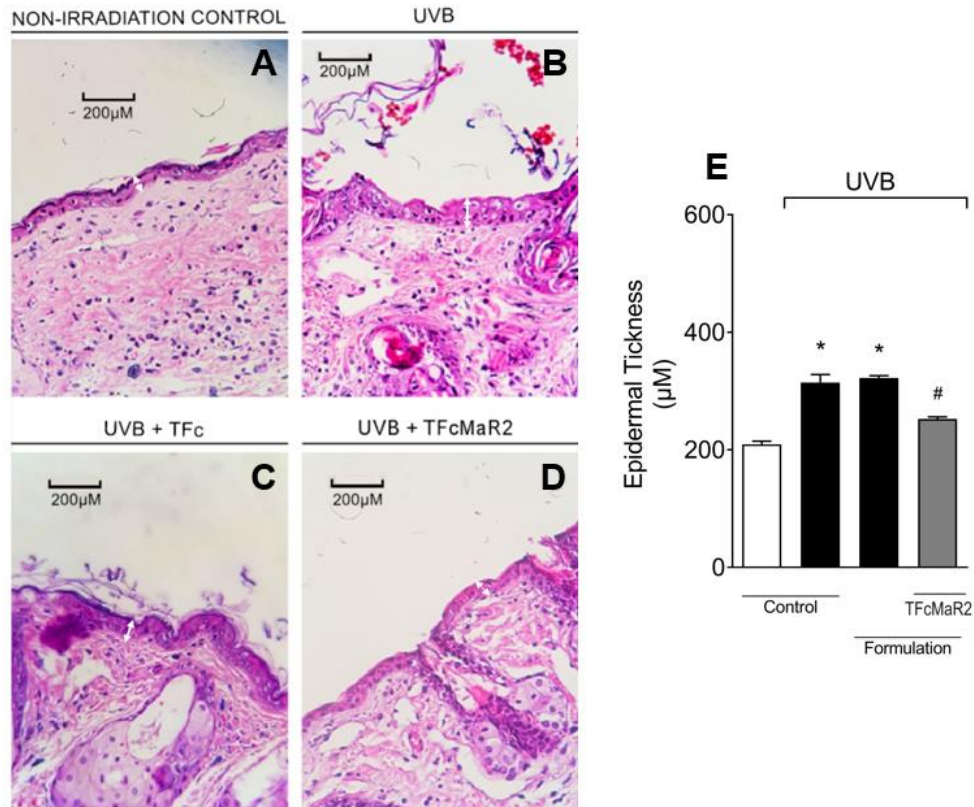 NON-IRRADIATION CONTROL
A
200µM
UVB
B
200µM
UVB + TFc
C
200µM
UVB + TFcMaR2
D
200µM
E
UVB
Epidermal Tickness
(µM)
600
400
200
0
*
*
#
Control
TFcMaR2
Formulation